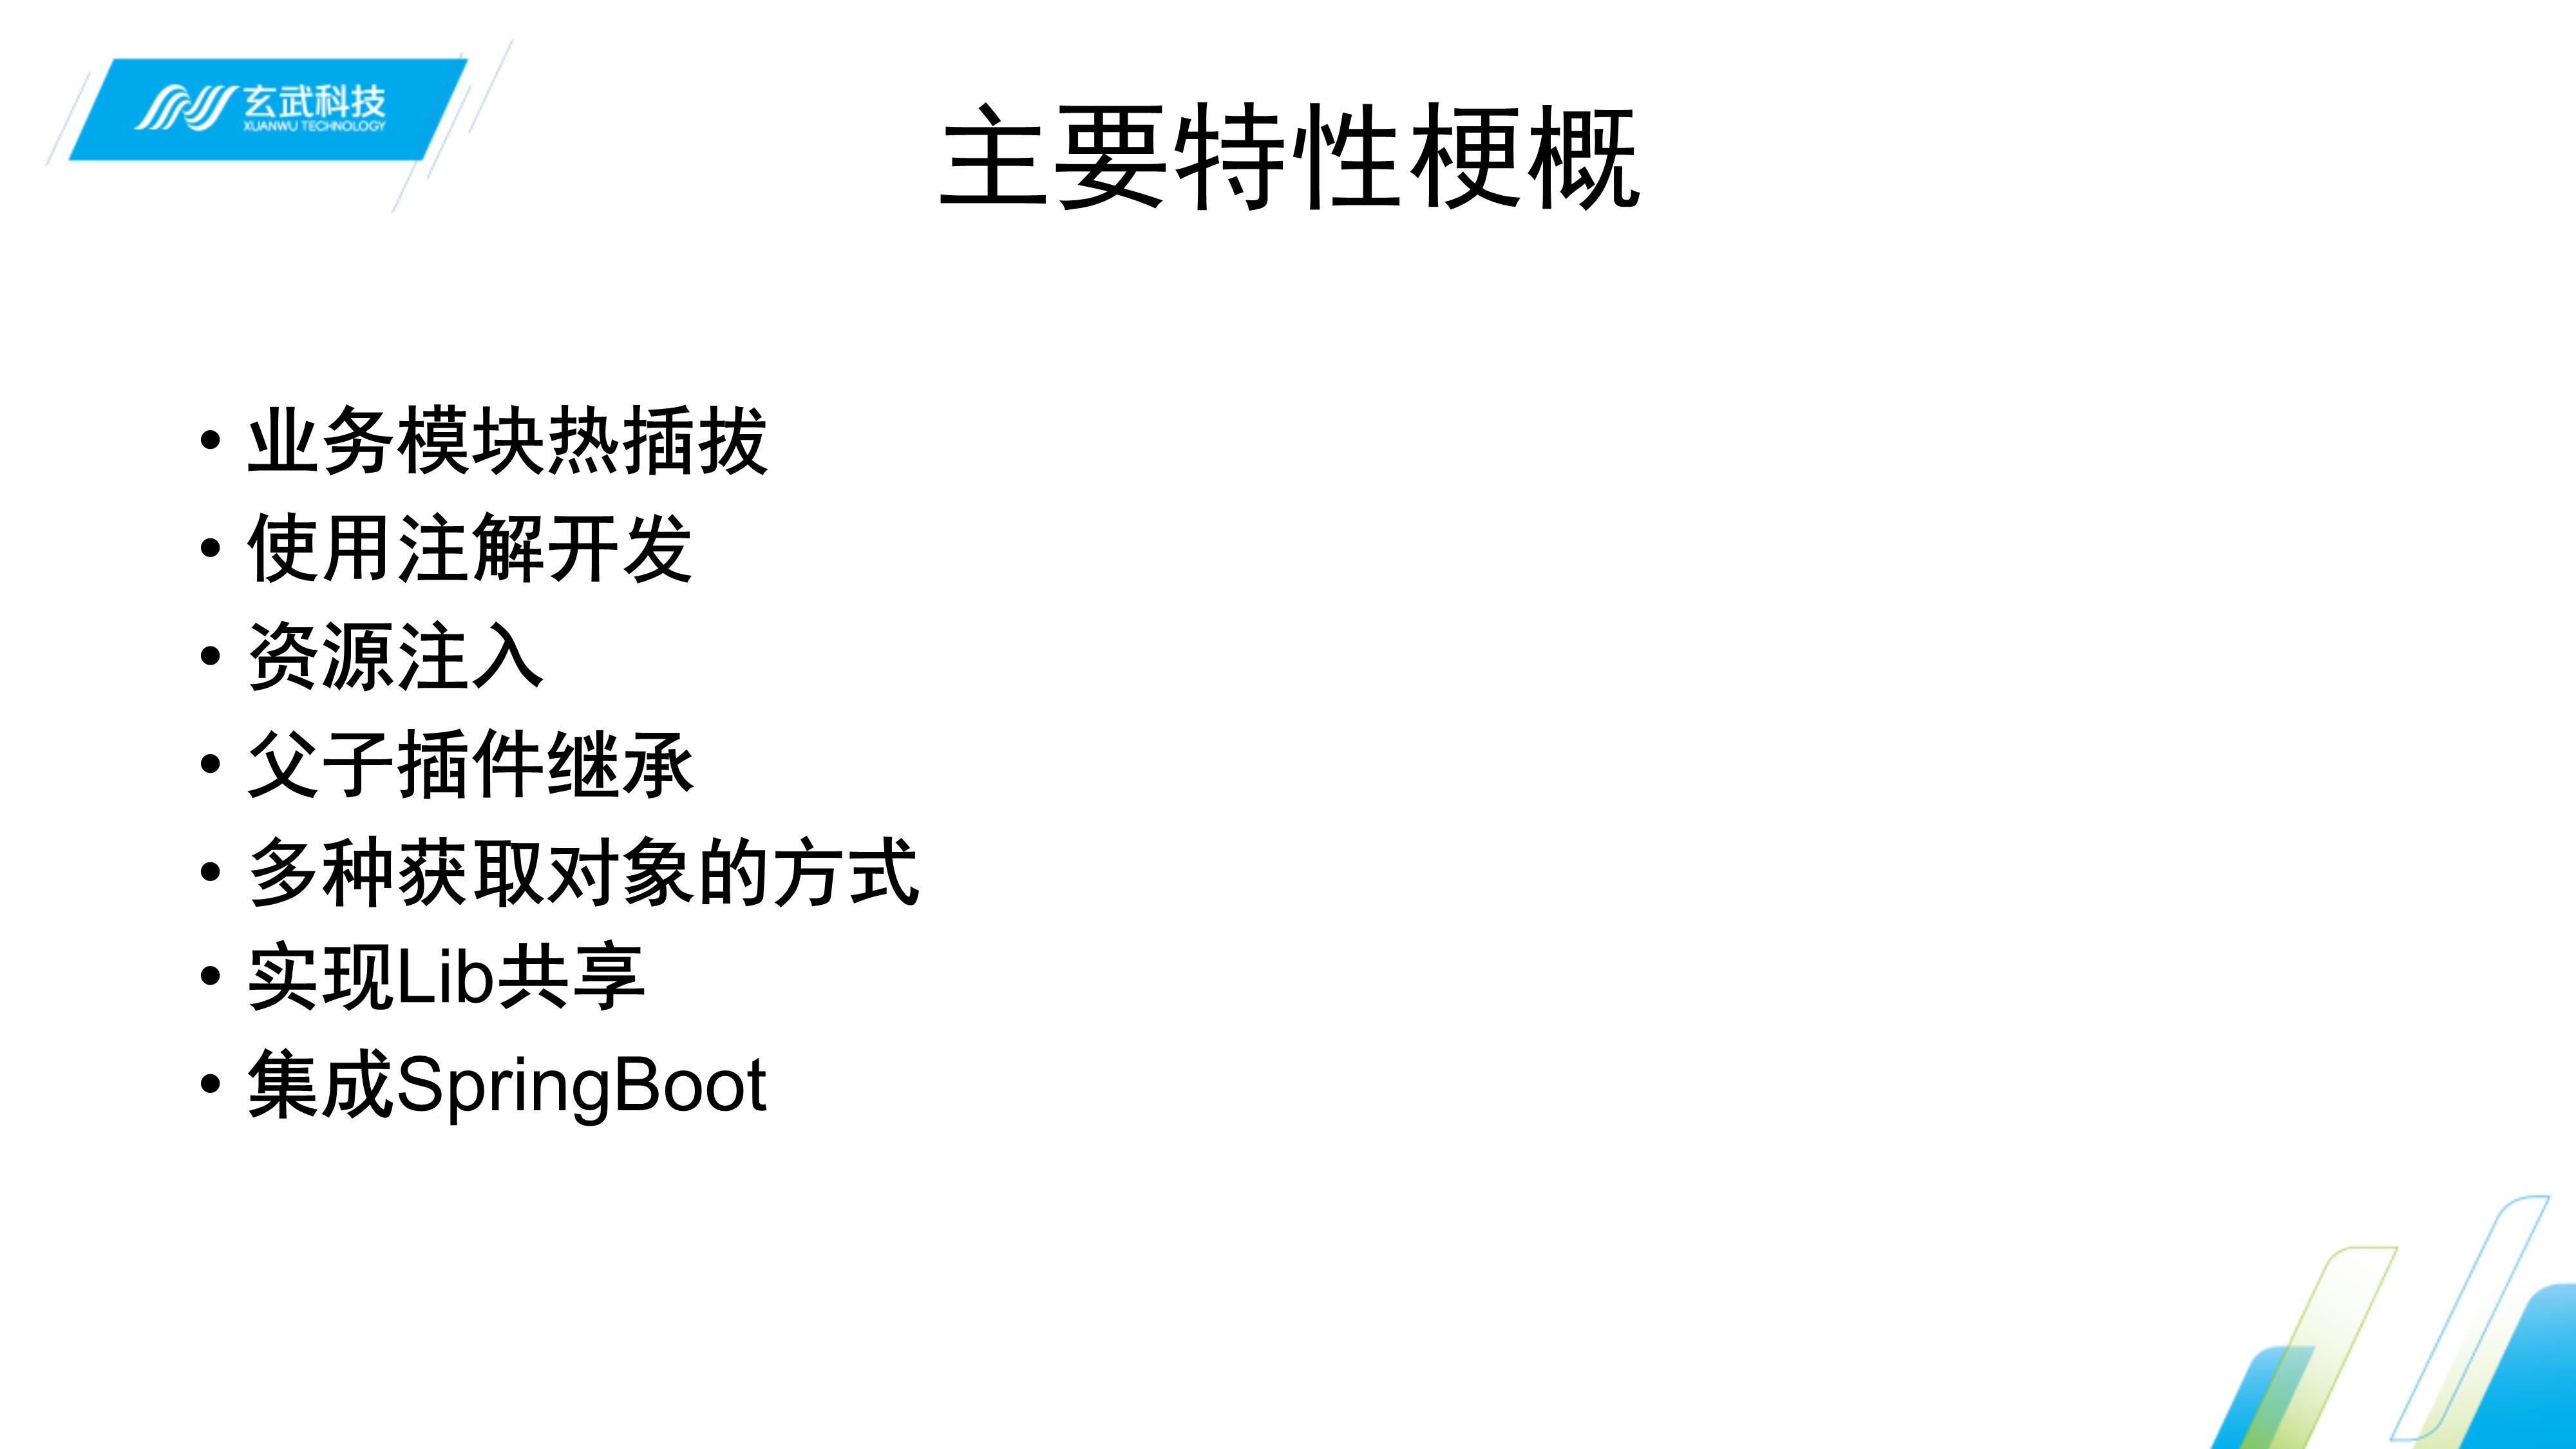 玄武科技
XUANWU TECHNOLOGY
主要特性梗概
• 业务模块热插拔
• 使用注解开发
• 资源注入
• 父子插件继承
• 多种获取对象的方式
• 实现Lib共享
• 集成SpringBoot